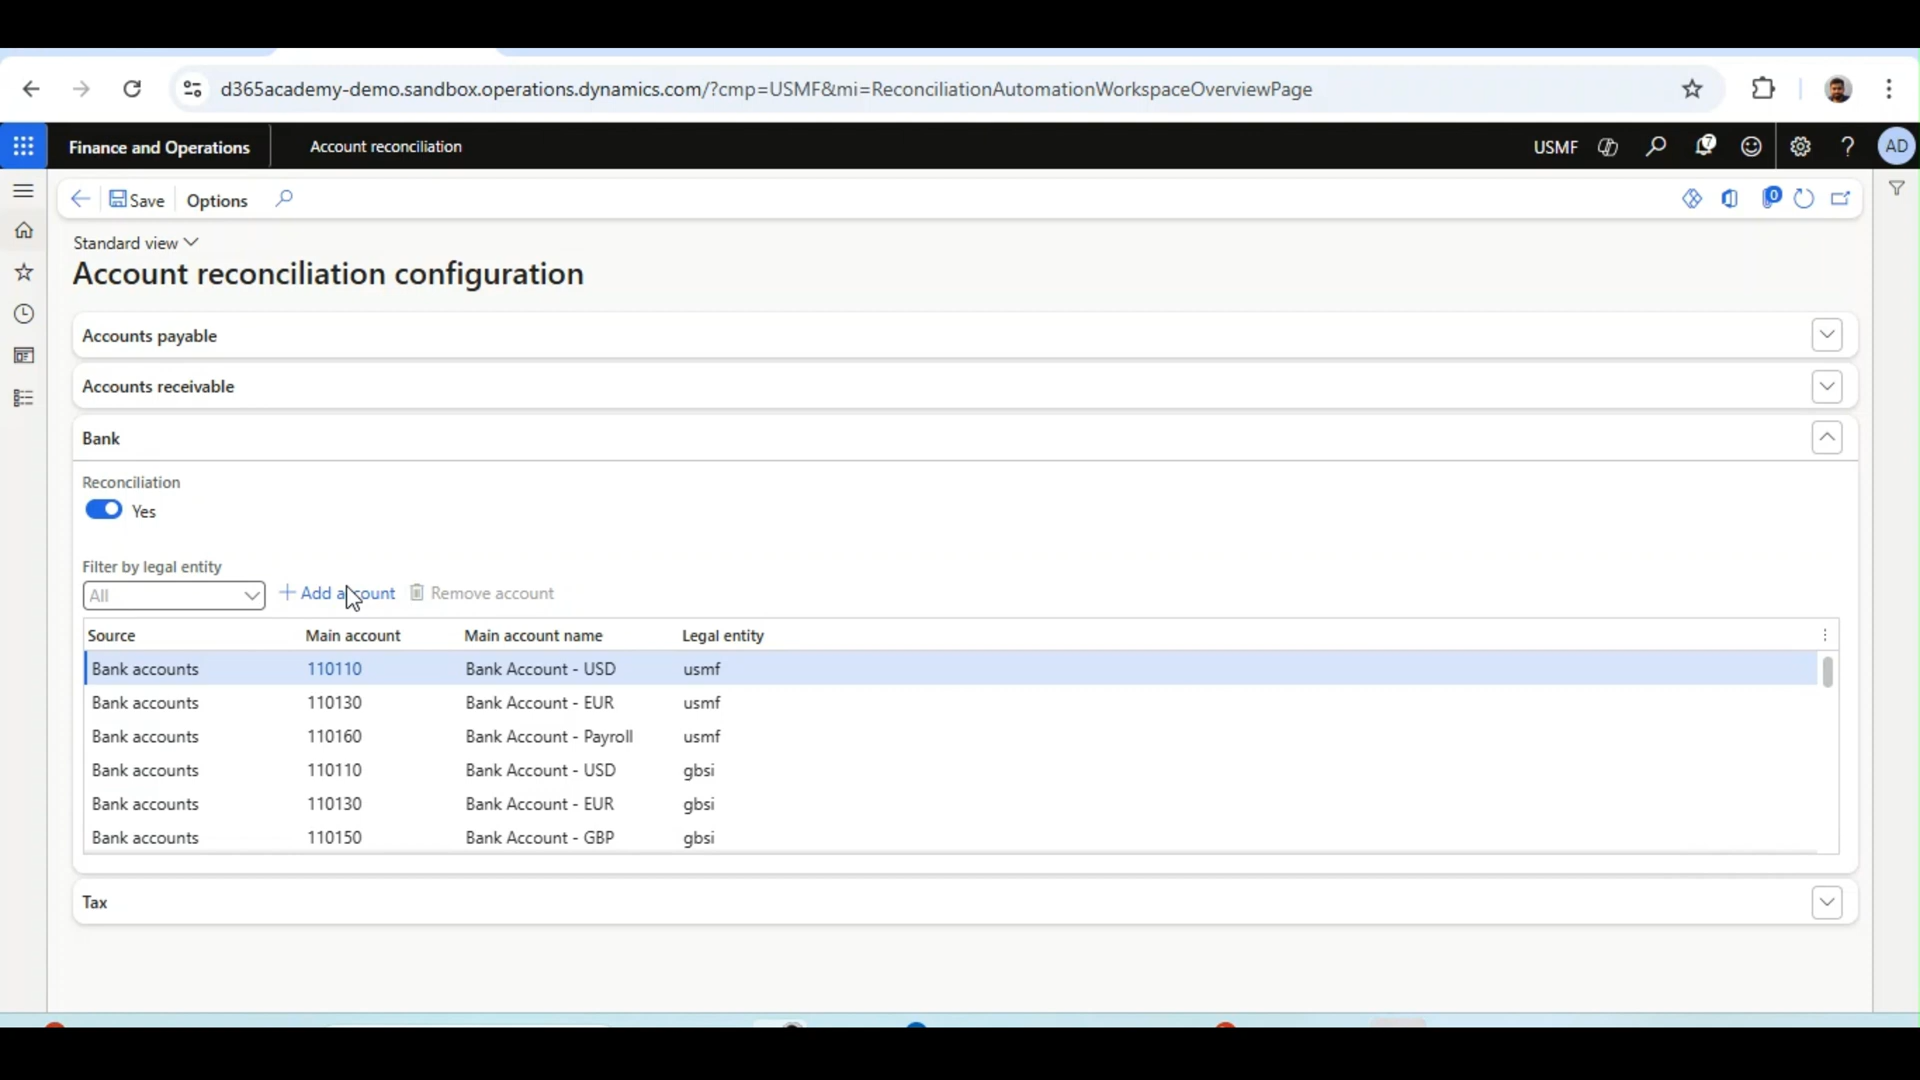 d365academy-demo.sandbox.operations.dynamics.com/?cmp=USMF&mi=ReconciliationAutomationWorkspaceOverviewPage
Finance and Operations Account reconciliation USMF 7 ? AD
Save Options 0
Standard view
Account reconciliation configuration
Accounts payable
Accounts receivable
Bank
Reconciliation
Yes
Filter by legal entity
All + Add account Remove account
Source Main account Main account name Legal entity
Bank accounts 110110 Bank Account - USD usmf
Bank accounts 110130 Bank Account - EUR usmf
Bank accounts 110160 Bank Account - Payroll usmf
Bank accounts 110110 Bank Account - USD gbsi
Bank accounts 110130 Bank Account - EUR gbsi
Bank accounts 110150 Bank Account - GBP gbsi
Tax